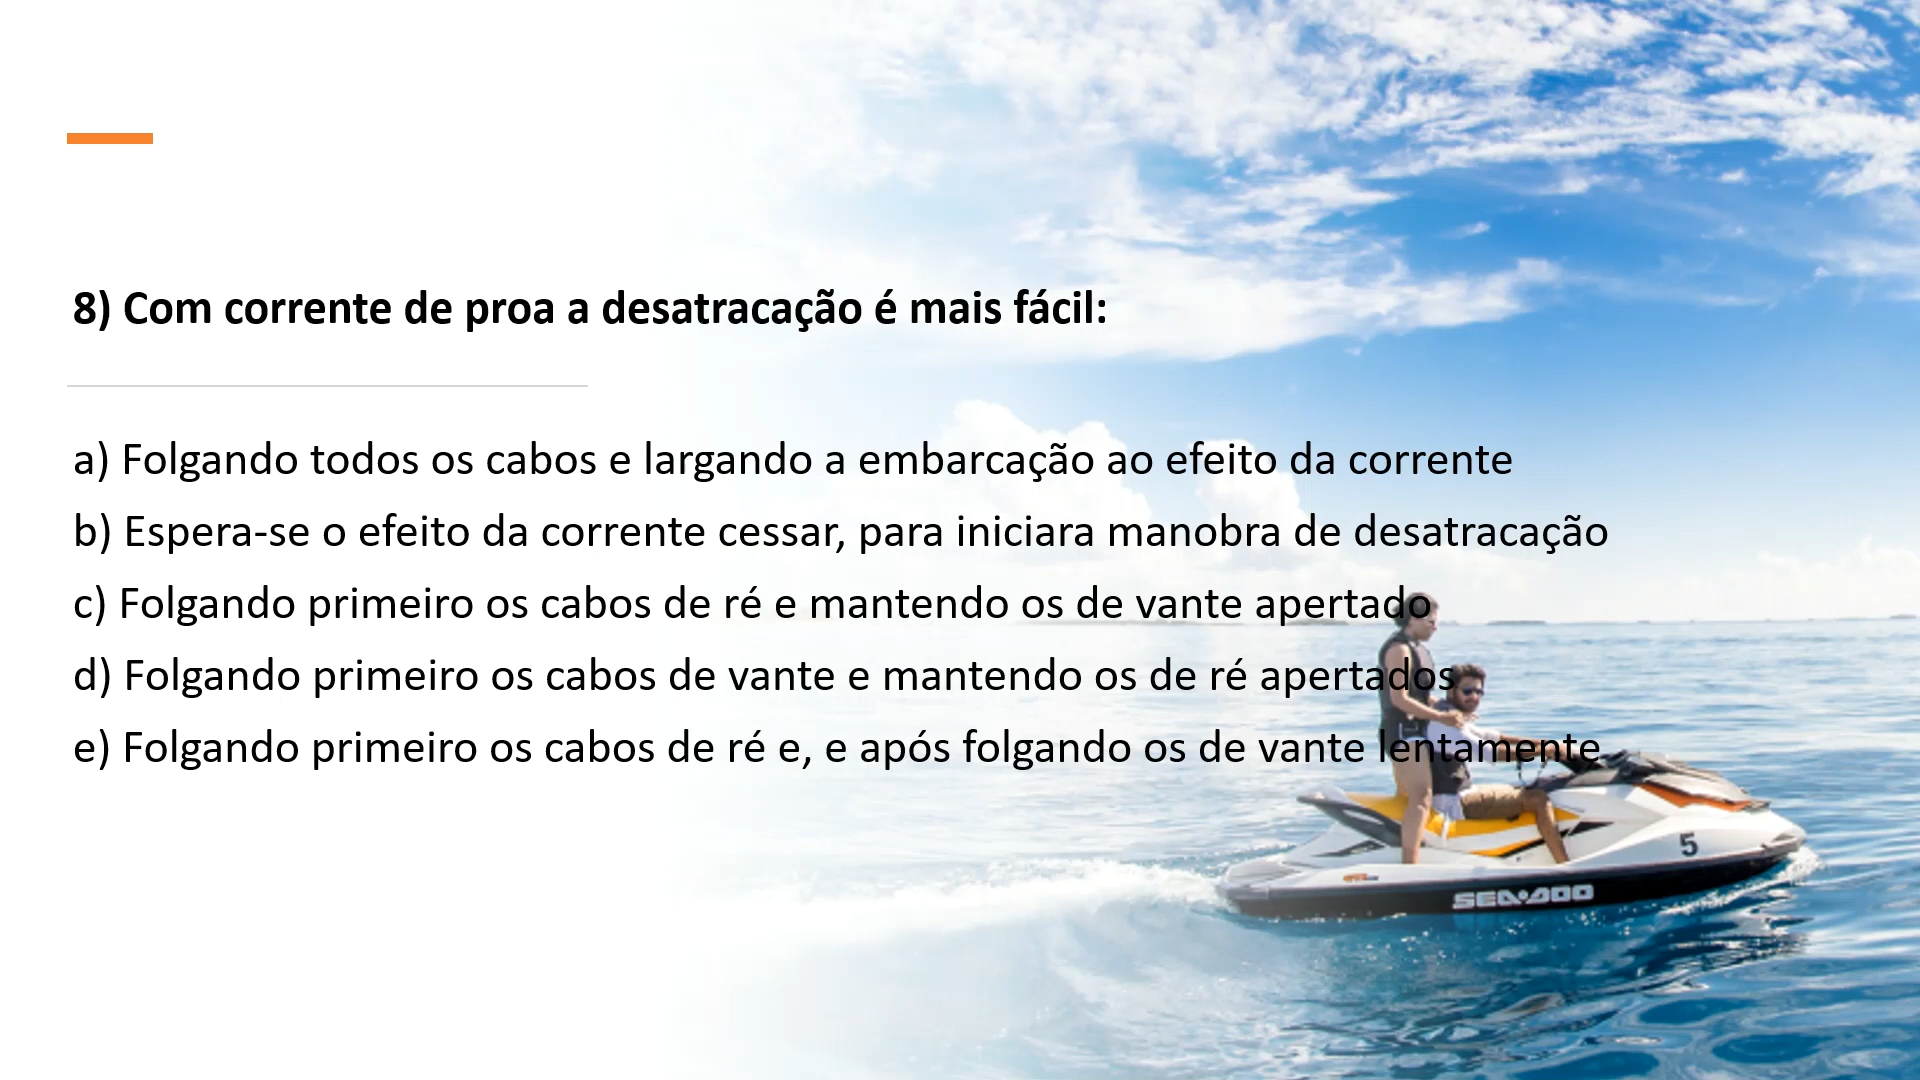 8) Com corrente de proa a desatracação é mais fácil:
a) Folgando todos os cabos e largando a embarcação ao efeito da corrente
b) Espera-se o efeito da corrente cessar, para iniciara manobra de desatracação
c) Folgando primeiro os cabos de ré e mantendo os de vante apertado
d) Folgando primeiro os cabos de vante e mantendo os de ré apertados
e) Folgando primeiro os cabos de ré e, e após folgando os de vante lentamente
5
SEA-DOO